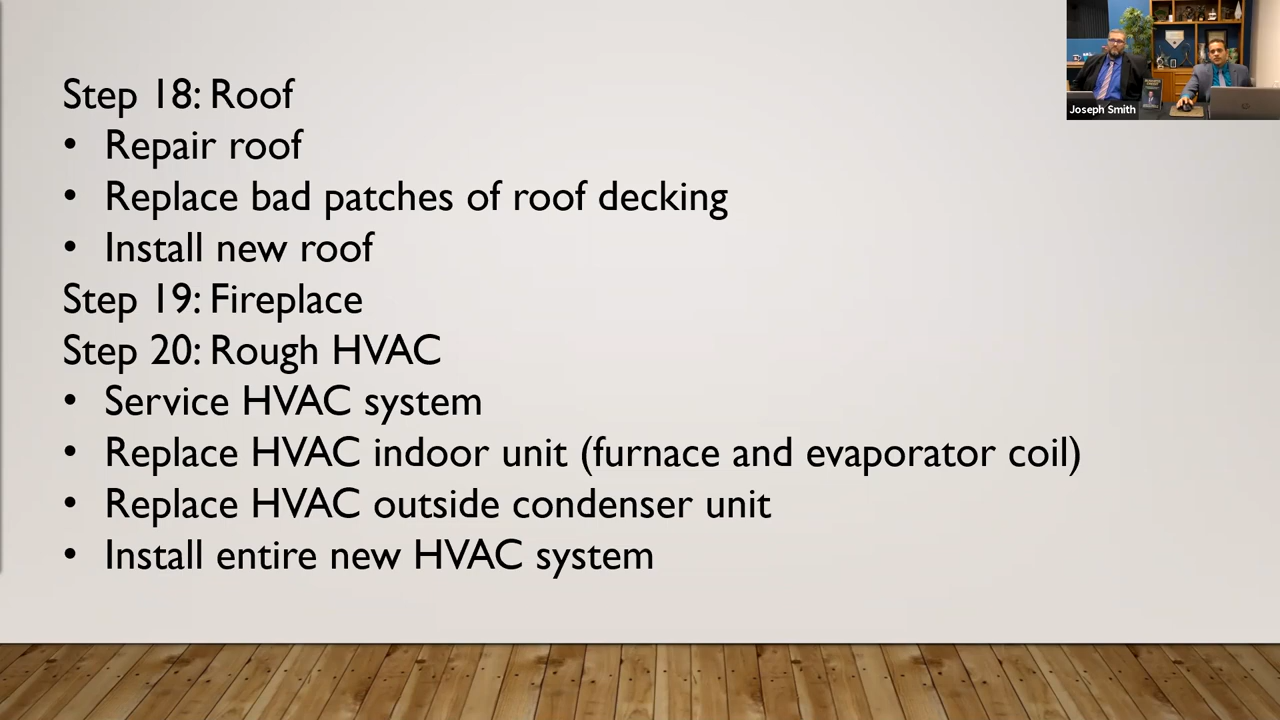 Step 18: Roof
• Repair roof
• Replace bad patches of roof decking
• Install new roof
Step 19: Fireplace
Step 20: Rough HVAC
• Service HVAC system
• Replace HVAC indoor unit (furnace and evaporator coil)
• Replace HVAC outside condenser unit
• Install entire new HVAC system
Joseph Smith